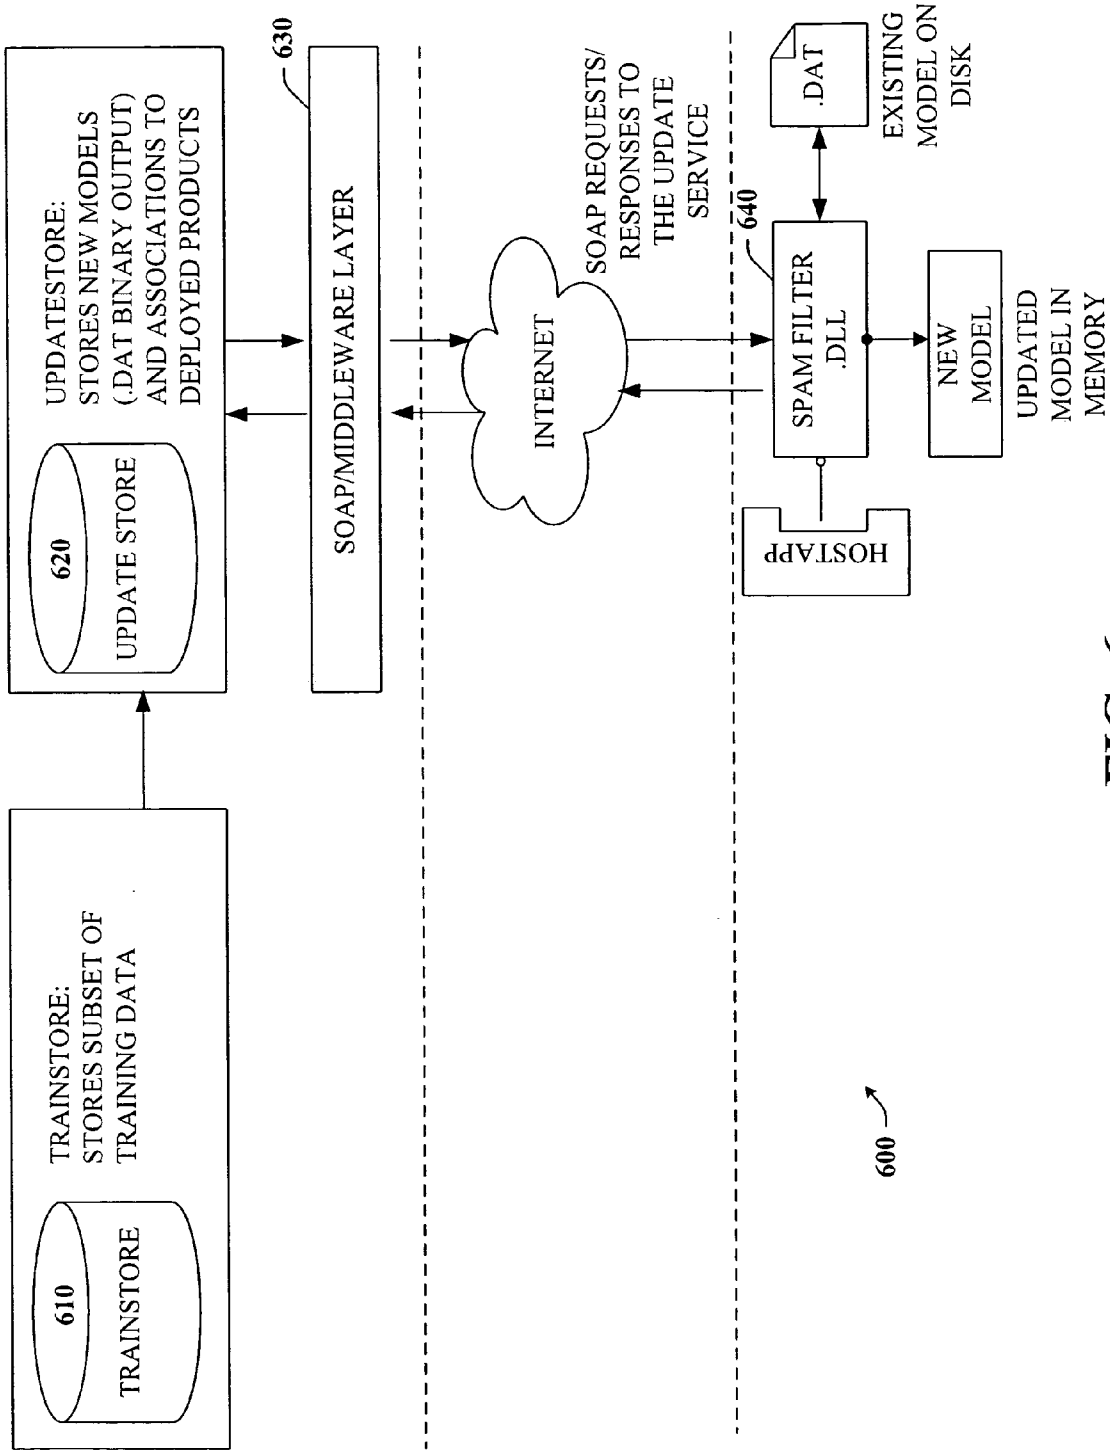 610
TRAINSTORE
TRAINSTORE:
STORES SUBSET OF
TRAINING DATA
620
UPDATE STORE
UPDATESTORE:
STORES NEW MODELS
(.DAT BINARY OUTPUT)
AND ASSOCIATIONS TO
DEPLOYED PRODUCTS
630
SOAP/MIDDLEWARE LAYER
INTERNET
SOAP REQUESTS/
RESPONSES TO
THE UPDATE
SERVICE
640
HOSTAPP
SPAM FILTER
.DLL
.DAT
EXISTING
MODEL ON
DISK
NEW
MODEL
UPDATED
MODEL IN
MEMORY
600